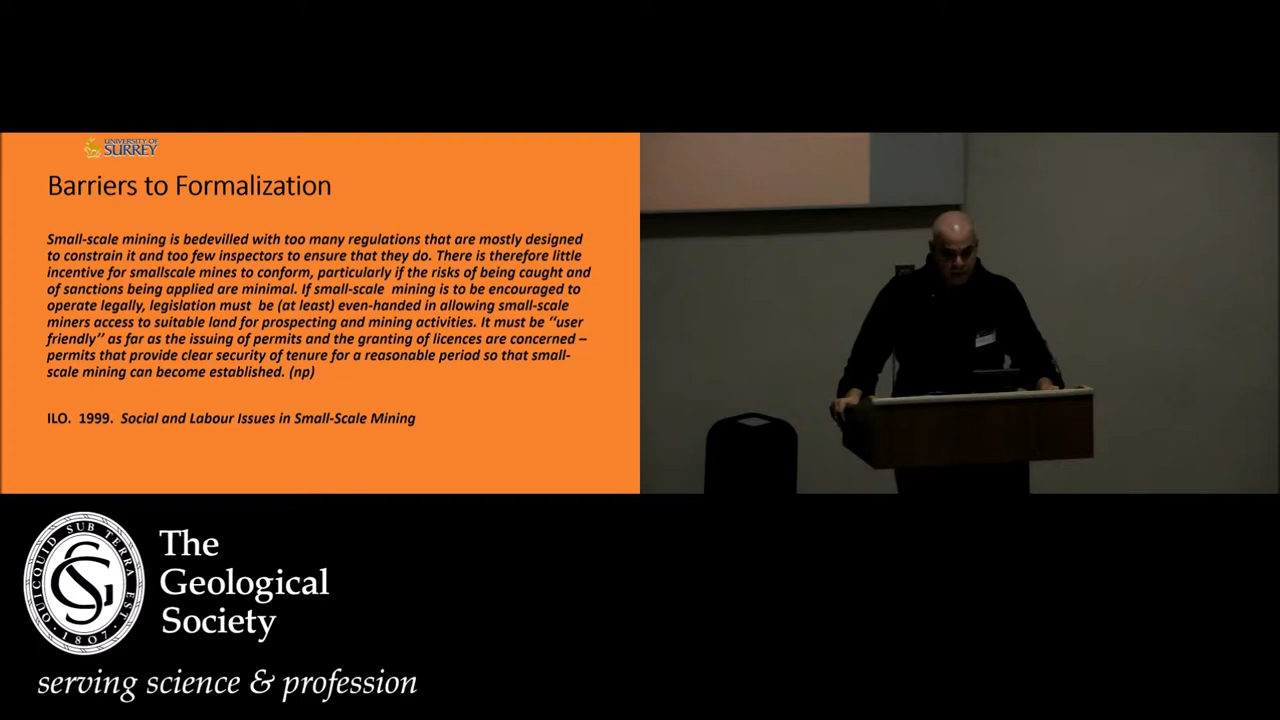 UNIVERSITY OF
SURREY
Barriers to Formalization
Small-scale mining is bedevilled with too many regulations that are mostly designed
to constrain it and too few inspectors to ensure that they do. There is therefore little
incentive for smallscale mines to conform, particularly if the risks of being caught and
of sanctions being applied are minimal. If small-scale  mining is to be encouraged to
operate legally, legislation must  be (at least) even-handed in allowing small-scale
miners access to suitable land for prospecting and mining activities. It must be ‘‘user
friendly’’ as far as the issuing of permits and the granting of licences are concerned –
permits that provide clear security of tenure for a reasonable period so that small-
scale mining can become established. (np)
ILO.  1999.  Social and Labour Issues in Small-Scale Mining
QUICQUID SUB TERRA EST
1807
The
Geological
Society
serving science & profession